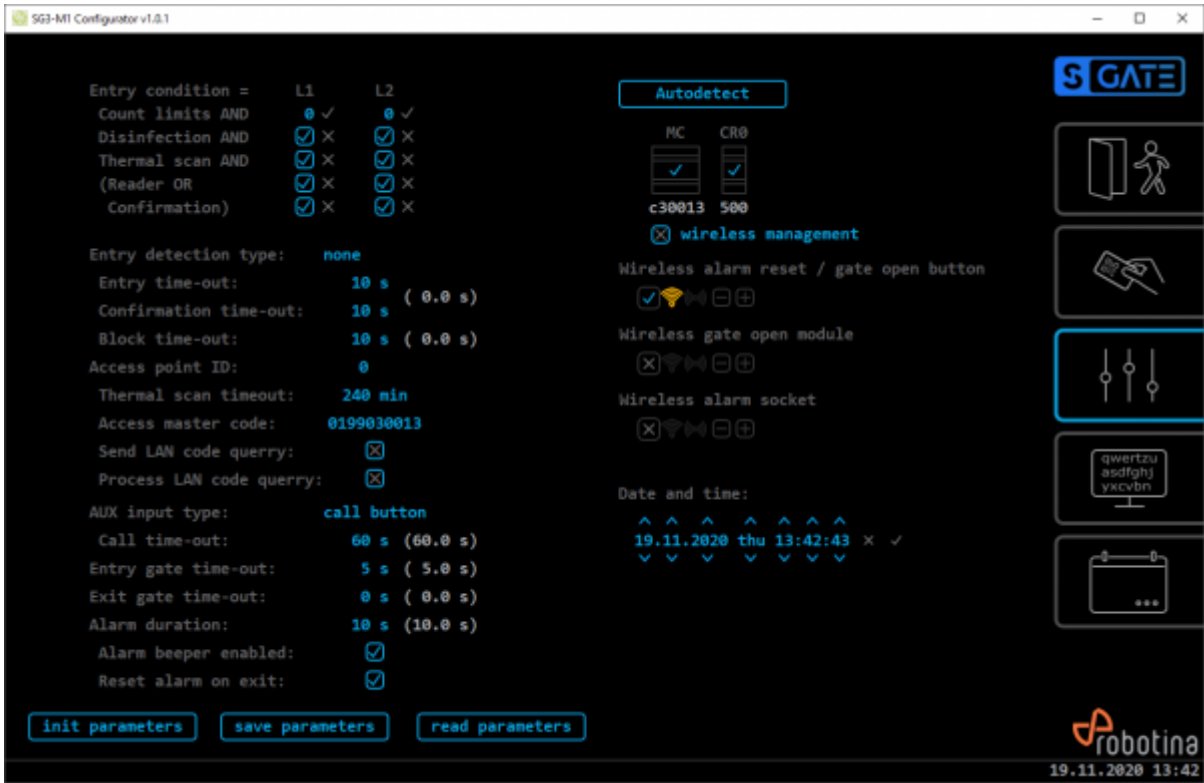 SG3-M1 Configurator v1.0.1
Entry condition = L1 L2
Count limits AND 0 0
Disinfection AND
Thermal scan AND
(Reader OR
Confirmation)
Entry detection type: none
Entry time-out: 10 s
( 0.0 s)
Confirmation time-out: 10 s
Block time-out: 10 s ( 0.0 s)
Access point ID: 0
Thermal scan timeout: 240 min
Access master code: 0199030013
Send LAN code querry:
Process LAN code querry:
AUX input type: call button
Call time-out: 60 s (60.0 s)
Entry gate time-out: 5 s ( 5.0 s)
Exit gate time-out: 0 s ( 0.0 s)
Alarm duration: 10 s (10.0 s)
Alarm beeper enabled:
Reset alarm on exit:
init parameters save parameters read parameters
Autodetect
MC CR0
c30013 500
wireless management
Wireless alarm reset / gate open button
Wireless gate open module
Wireless alarm socket
Date and time:
19.11.2020 thu 13:42:43
S GATE
qwertzu
asdfghj
yxcvbn
robotina
19.11.2020 13:42